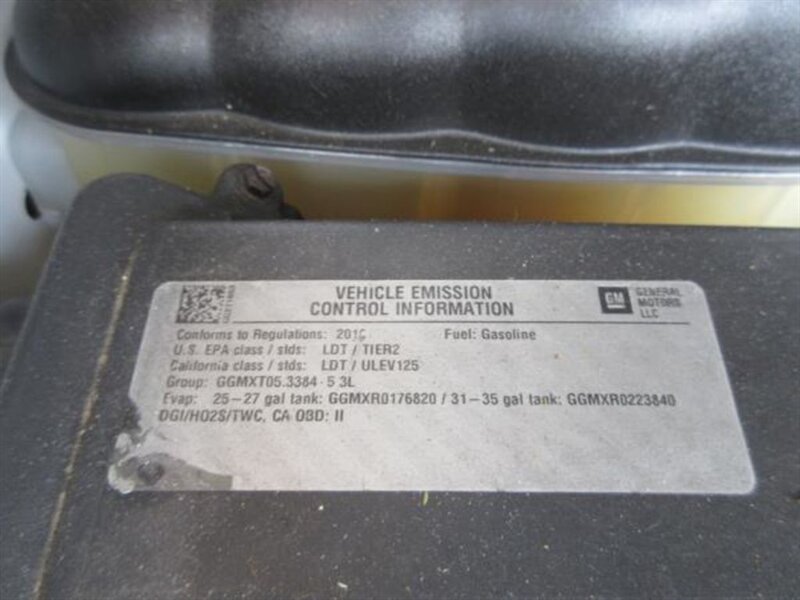 VEHICLE EMISSION
CONTROL INFORMATION
GM
GENERAL
MOTORS
LLC
Conforms to Regulations: Fuel: Gasoline
U.S. EPA class / stds: LDT / TIER2
California class / stds: LDT / ULEV125
Group: GGMXT05.3384 5.3L
Evap: 25-27 gal tank: GGMXR0176820 / 31-35 gal tank: GGMXR0223840
DGI/HO2S/TWC, CA OBD: II